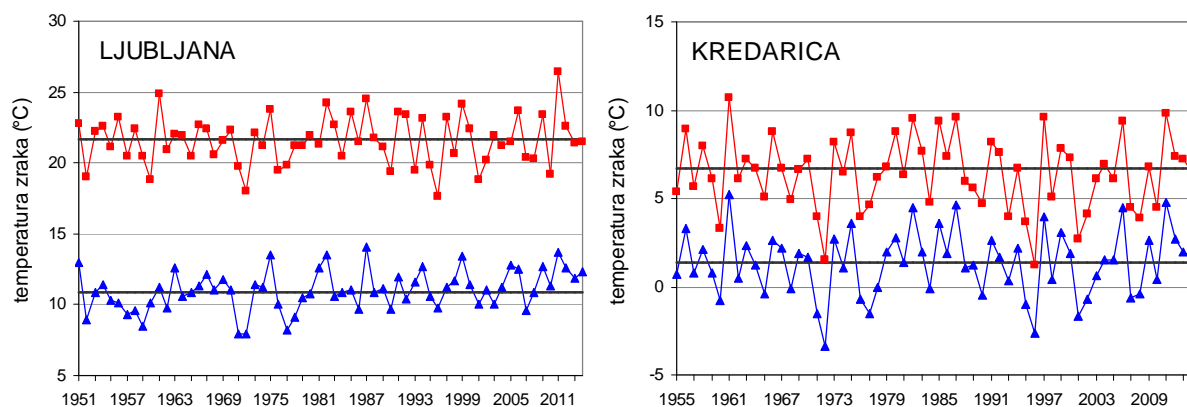 LJUBLJANA
temperatura zraka (ºC)
30
25
20
15
10
5
1951 1957 1963 1969 1975 1981 1987 1993 1999 2005 2011
KREDARICA
temperatura zraka (ºC)
15
10
5
0
-5
1955 1961 1967 1973 1979 1985 1991 1997 2003 2009